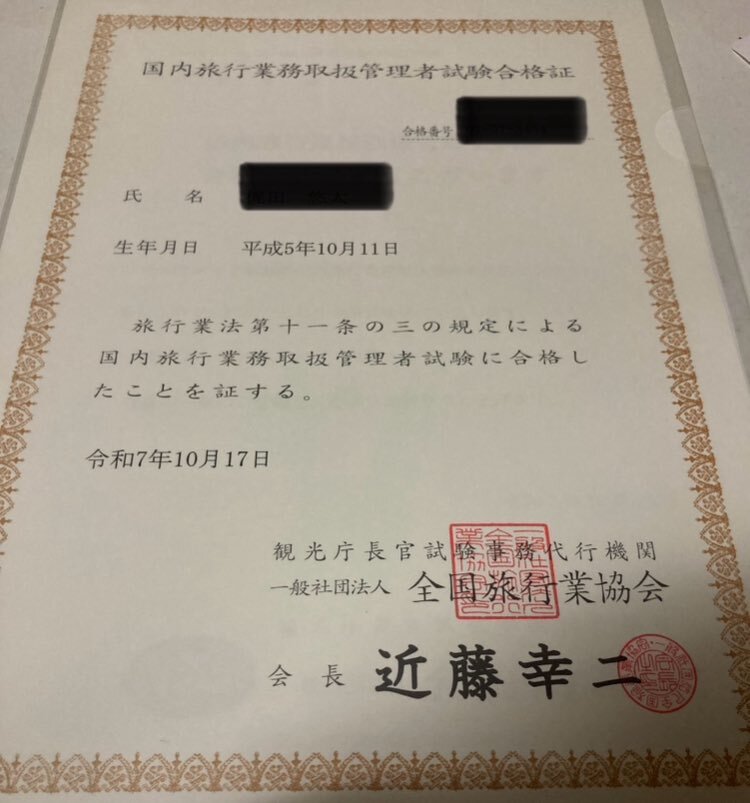 国内旅行業務取扱管理者試験合格証
合格番号
氏 名
生年月日 平成5年10月11日
旅行業法第十一条の三の規定による
国内旅行業務取扱管理者試験に合格し
たことを証する。
令和7年10月17日
観光庁長官試験事務代行機関
一般社団法人 全国旅行業協会
会長 近藤幸二